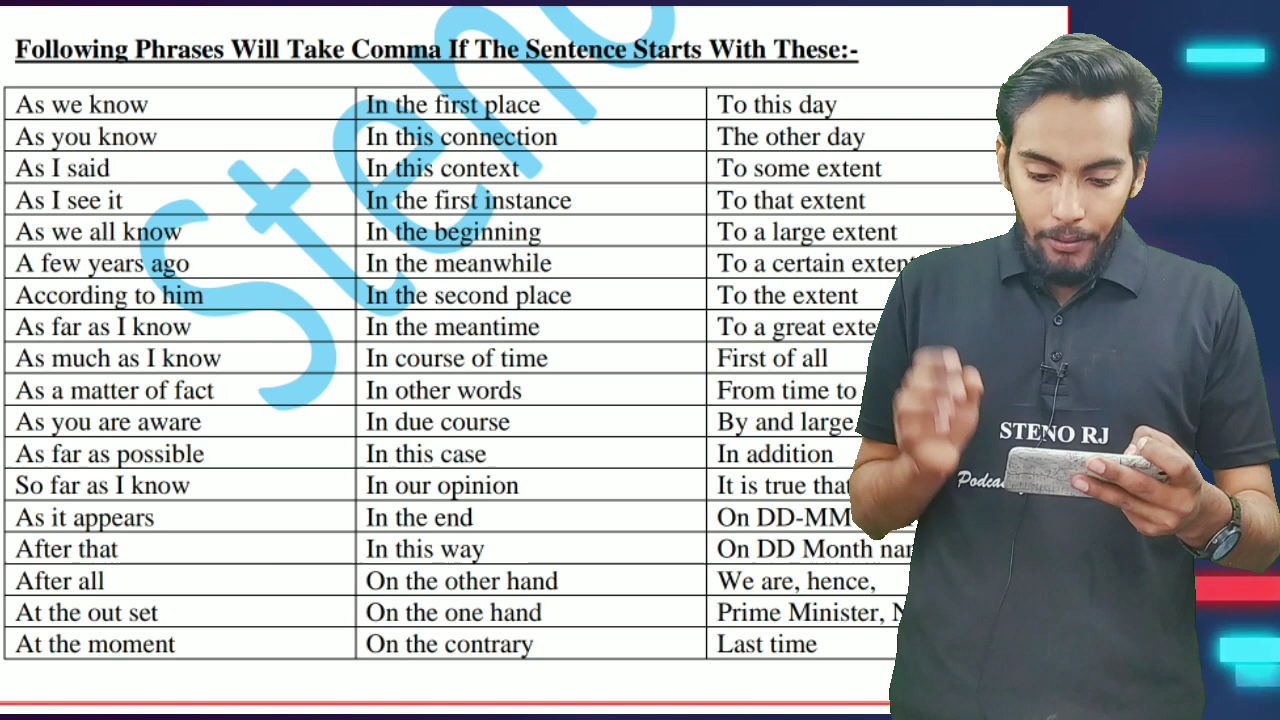 Following Phrases Will Take Comma If The Sentence Starts With These:-
As we know In the first place To this day
As you know In this connection The other day
As I said In this context To some extent
As I see it In the first instance To that extent
As we all know In the beginning To a large extent
A few years ago In the meanwhile To a certain extent
According to him In the second place To the extent
As far as I know In the meantime To a great
As much as I know In course of time First of all
As a matter of fact In other words From time to
As you are aware In due course By and large
As far as possible In this case In addition
So far as I know In our opinion It is true that
As it appears In the end On DD-MM
After that In this way On DD Month
After all On the other hand We are, hence,
At the out set On the one hand Prime Minister,
At the moment On the contrary Last time
Steno
STENO RJ